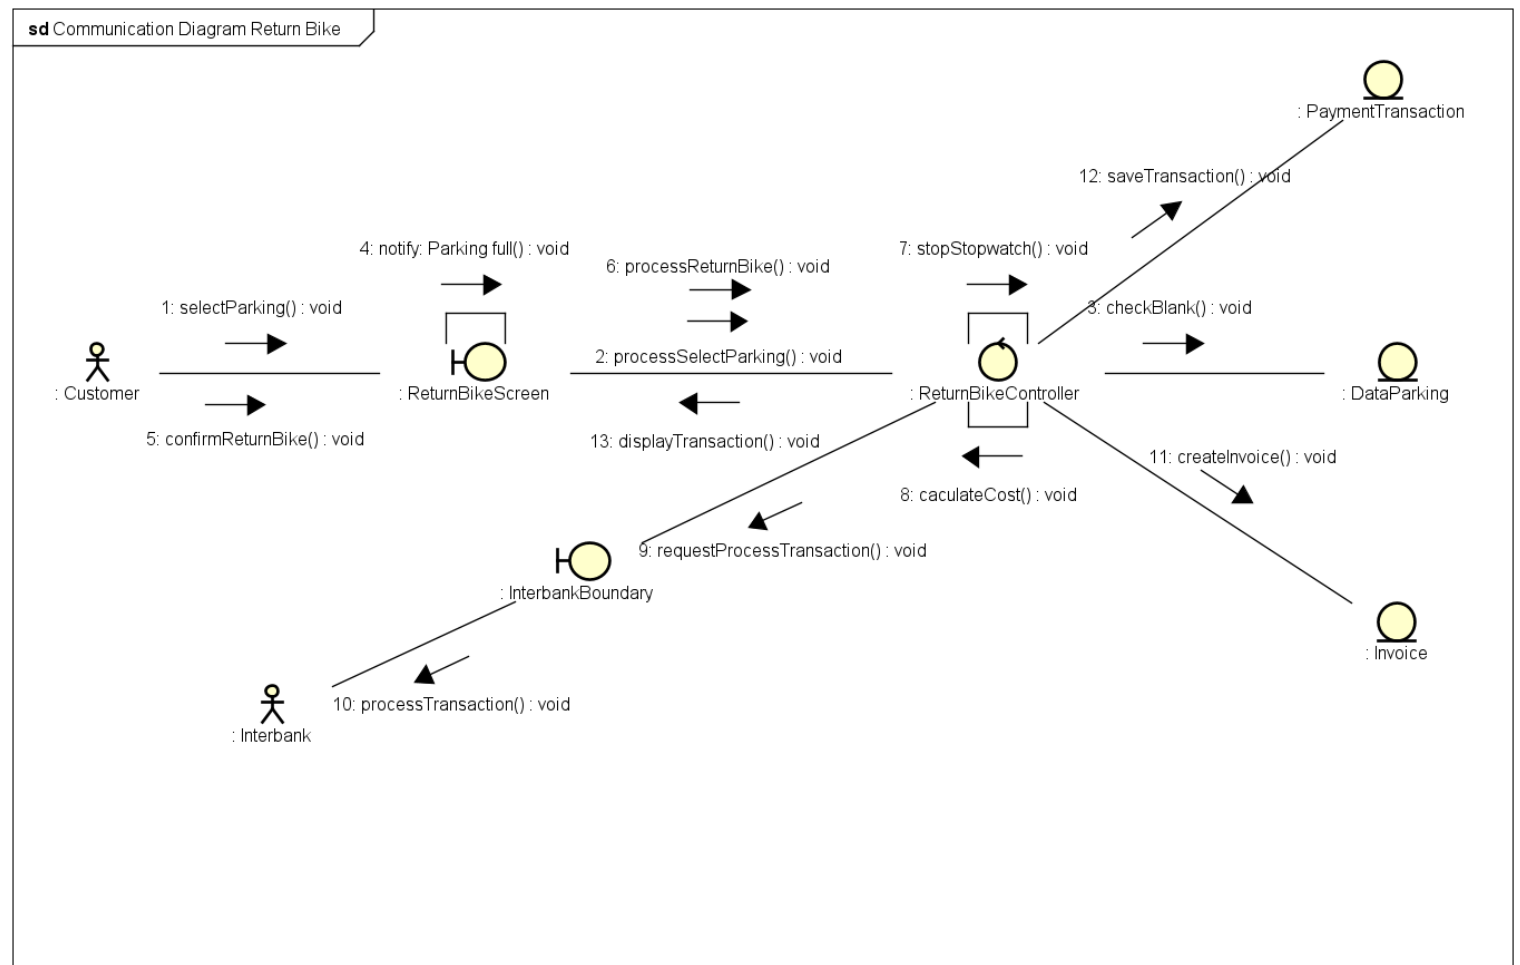 sd Communication Diagram Return Bike
: PaymentTransaction
12: saveTransaction() : void
4: notify: Parking full() : void
7: stopStopwatch() : void
6: processReturnBike() : void
1: selectParking() : void
3: checkBlank() : void
2: processSelectParking() : void
: Customer
: ReturnBikeScreen
: ReturnBikeController
: DataParking
5: confirmReturnBike() : void
13: displayTransaction() : void
11: createInvoice() : void
8: caculateCost() : void
9: requestProcessTransaction() : void
: InterbankBoundary
: Invoice
10: processTransaction() : void
: Interbank